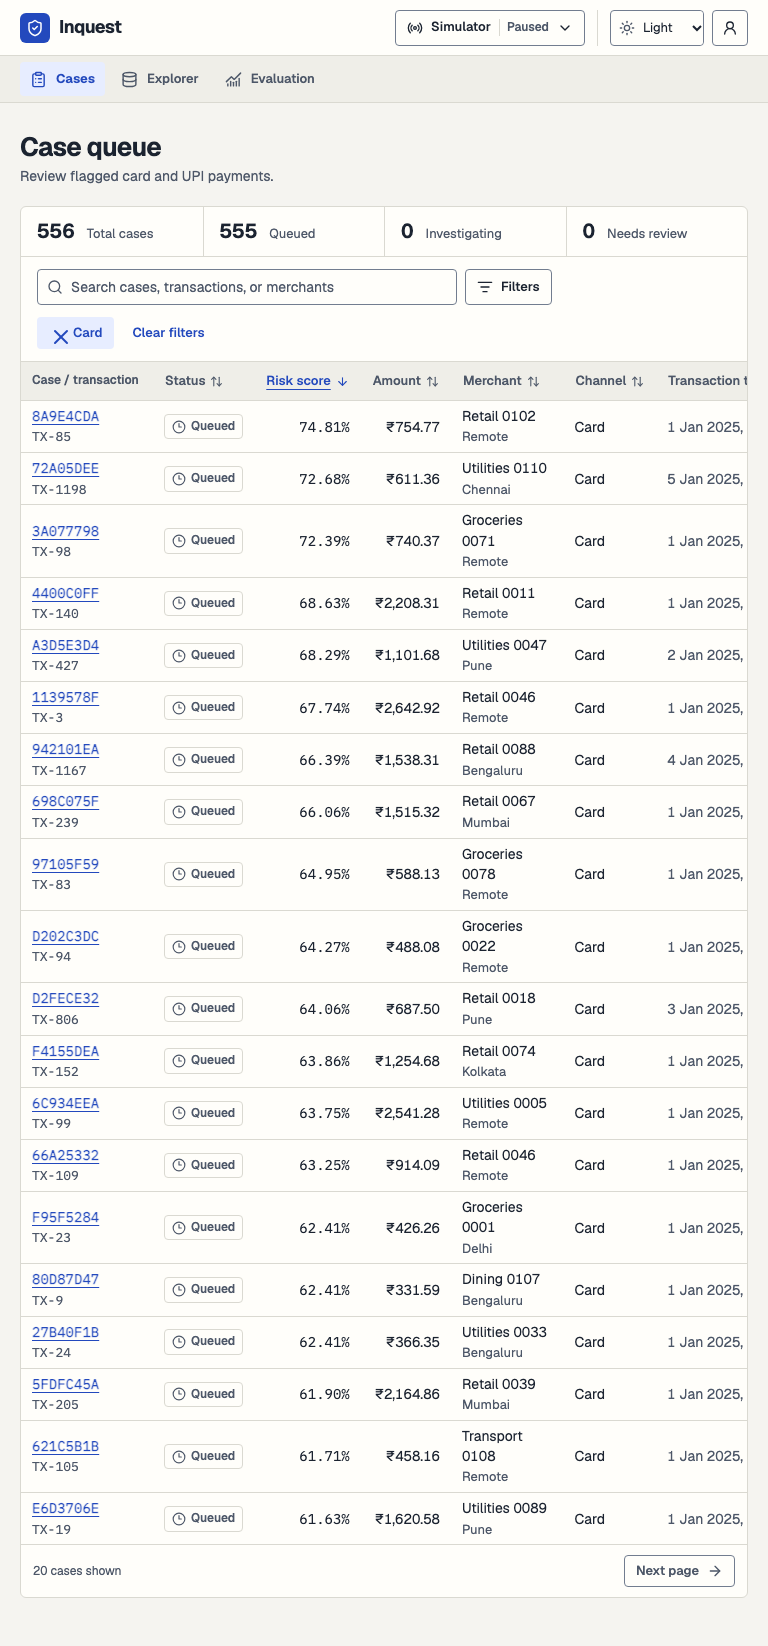 Inquest
Simulator Paused
Light
Cases Explorer Evaluation
Case queue
Review flagged card and UPI payments.
556 Total cases 555 Queued 0 Investigating 0 Needs review
Search cases, transactions, or merchants Filters
Card Clear filters
Case / transaction Status Risk score Amount Merchant Channel Transaction t
8A9E4CDA TX-85 Queued 74.81% ₹754.77 Retail 0102 Remote Card 1 Jan 2025,
72A05DEE TX-1198 Queued 72.68% ₹611.36 Utilities 0110 Chennai Card 5 Jan 2025,
3A077798 TX-98 Queued 72.39% ₹740.37 Groceries 0071 Remote Card 1 Jan 2025,
4400C0FF TX-140 Queued 68.63% ₹2,208.31 Retail 0011 Remote Card 1 Jan 2025,
A3D5E3D4 TX-427 Queued 68.29% ₹1,101.68 Utilities 0047 Pune Card 2 Jan 2025,
1139578F TX-3 Queued 67.74% ₹2,642.92 Retail 0046 Remote Card 1 Jan 2025,
942101EA TX-1167 Queued 66.39% ₹1,538.31 Retail 0088 Bengaluru Card 4 Jan 2025,
698C075F TX-239 Queued 66.06% ₹1,515.32 Retail 0067 Mumbai Card 1 Jan 2025,
97105F59 TX-83 Queued 64.95% ₹588.13 Groceries 0078 Remote Card 1 Jan 2025,
D202C3DC TX-94 Queued 64.27% ₹488.08 Groceries 0022 Remote Card 1 Jan 2025,
D2FECE32 TX-806 Queued 64.06% ₹687.50 Retail 0018 Pune Card 3 Jan 2025,
F4155DEA TX-152 Queued 63.86% ₹1,254.68 Retail 0074 Kolkata Card 1 Jan 2025,
6C934EEA TX-99 Queued 63.75% ₹2,541.28 Utilities 0005 Remote Card 1 Jan 2025,
66A25332 TX-109 Queued 63.25% ₹914.09 Retail 0046 Remote Card 1 Jan 2025,
F95F5284 TX-23 Queued 62.41% ₹426.26 Groceries 0001 Delhi Card 1 Jan 2025,
80D87D47 TX-9 Queued 62.41% ₹331.59 Dining 0107 Bengaluru Card 1 Jan 2025,
27B40F1B TX-24 Queued 62.41% ₹366.35 Utilities 0033 Bengaluru Card 1 Jan 2025,
5FDFC45A TX-205 Queued 61.90% ₹2,164.86 Retail 0039 Mumbai Card 1 Jan 2025,
621C5B1B TX-105 Queued 61.71% ₹458.16 Transport 0108 Remote Card 1 Jan 2025,
E6D3706E TX-19 Queued 61.63% ₹1,620.58 Utilities 0089 Pune Card 1 Jan 2025,
20 cases shown Next page